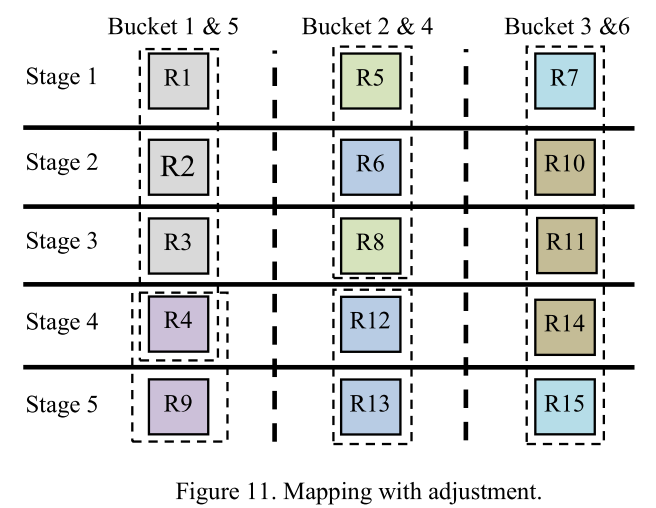 Bucket 1 & 5 Bucket 2 & 4 Bucket 3 &6
Stage 1 R1 R5 R7
Stage 2 R2 R6 R10
Stage 3 R3 R8 R11
Stage 4 R4 R12 R14
Stage 5 R9 R13 R15
Figure 11. Mapping with adjustment.